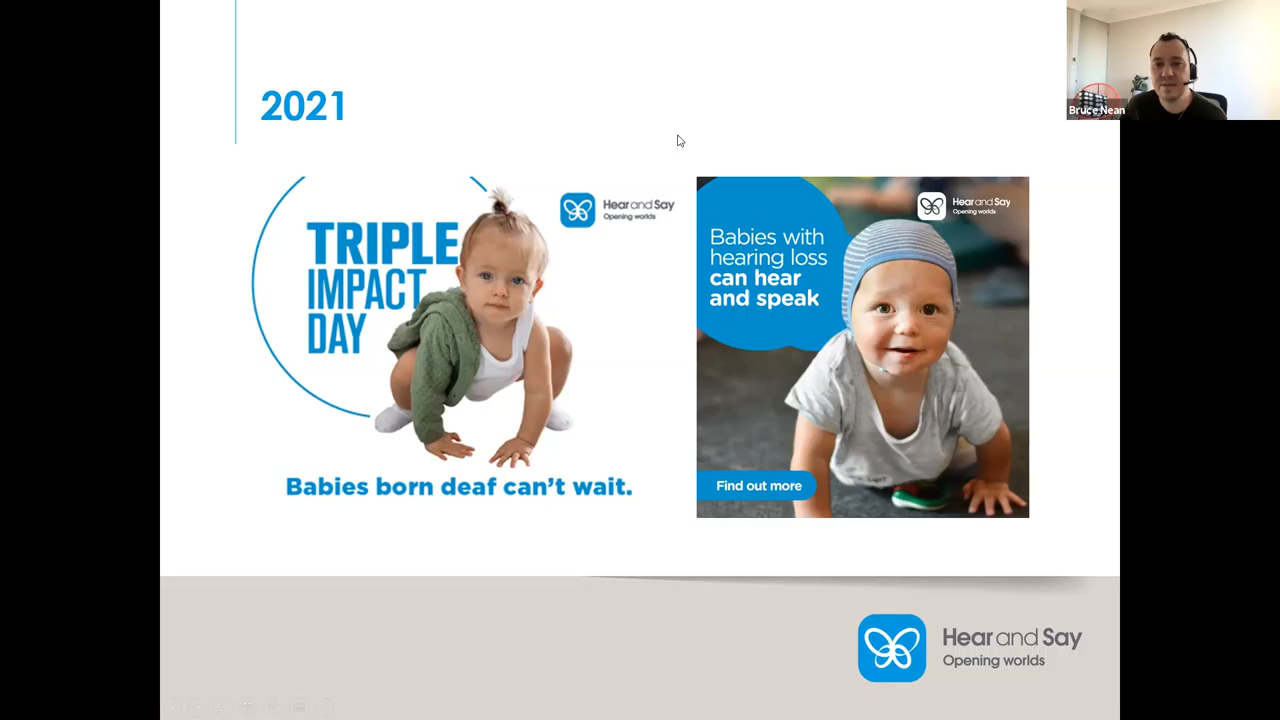 2021
Bruce Nean
TRIPLE
IMPACT
DAY
Hear and Say
Opening worlds
Babies born deaf can't wait.
Hear and Say
Opening worlds
Babies with
hearing loss
can hear
and speak
Find out more
Hear and Say
Opening worlds